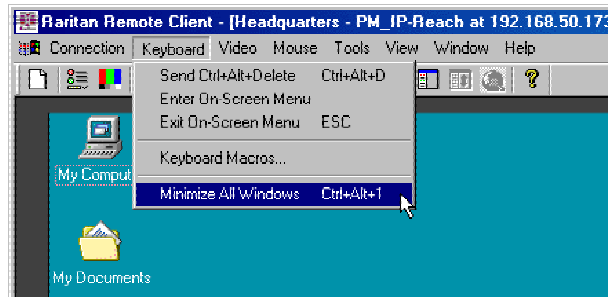 Raritan Remote Client - [Headquarters - PM_IP-Reach at 192.168.50.173
Connection Keyboard Video Mouse Tools View Window Help
Send Ctrl+Alt+Delete Ctrl+Alt+D
Enter On-Screen Menu
Exit On-Screen Menu ESC
Keyboard Macros...
Minimize All Windows Ctrl+Alt+1
My Comput
My Documents